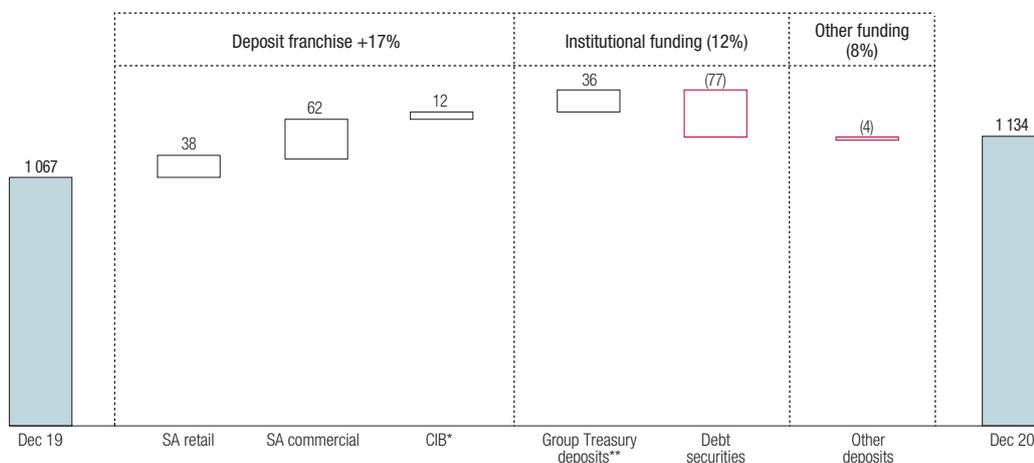 Deposit franchise +17%
Institutional funding (12%)
Other funding
(8%)
1 067
38
62
12
36
(77)
(4)
1 134
Dec 19
SA retail
SA commercial
CIB*
Group Treasury
deposits**
Debt
securities
Other
deposits
Dec 20